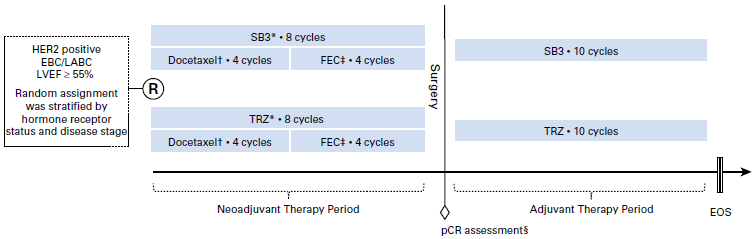 HER2 positive
EBC/LABC
LVEF ≥ 55%
Random assignment
was stratified by
hormone receptor
status and disease stage
R
SB3* • 8 cycles
Docetaxel† • 4 cycles
FEC‡ • 4 cycles
TRZ* • 8 cycles
Docetaxel† • 4 cycles
FEC‡ • 4 cycles
Surgery
SB3 • 10 cycles
TRZ • 10 cycles
Neoadjuvant Therapy Period
pCR assessment§
Adjuvant Therapy Period
EOS